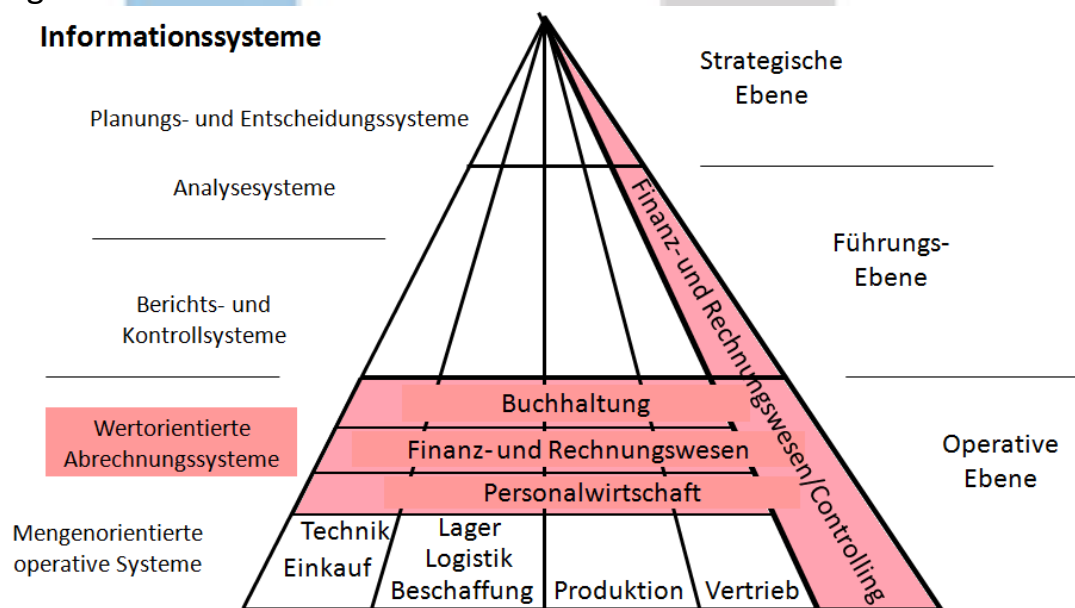 Informationssysteme
Planungs- und Entscheidungssysteme
Analysesysteme
Berichts- und
Kontrollsysteme
Wertorientierte
Abrechnungssysteme
Mengenorientierte
operative Systeme
Strategische
Ebene
Führungs-
Ebene
Operative
Ebene
Finanz- und Rechnungswesen/Controlling
Buchhaltung
Finanz- und Rechnungswesen
Personalwirtschaft
Technik
Einkauf
Lager
Logistik
Beschaffung
Produktion
Vertrieb